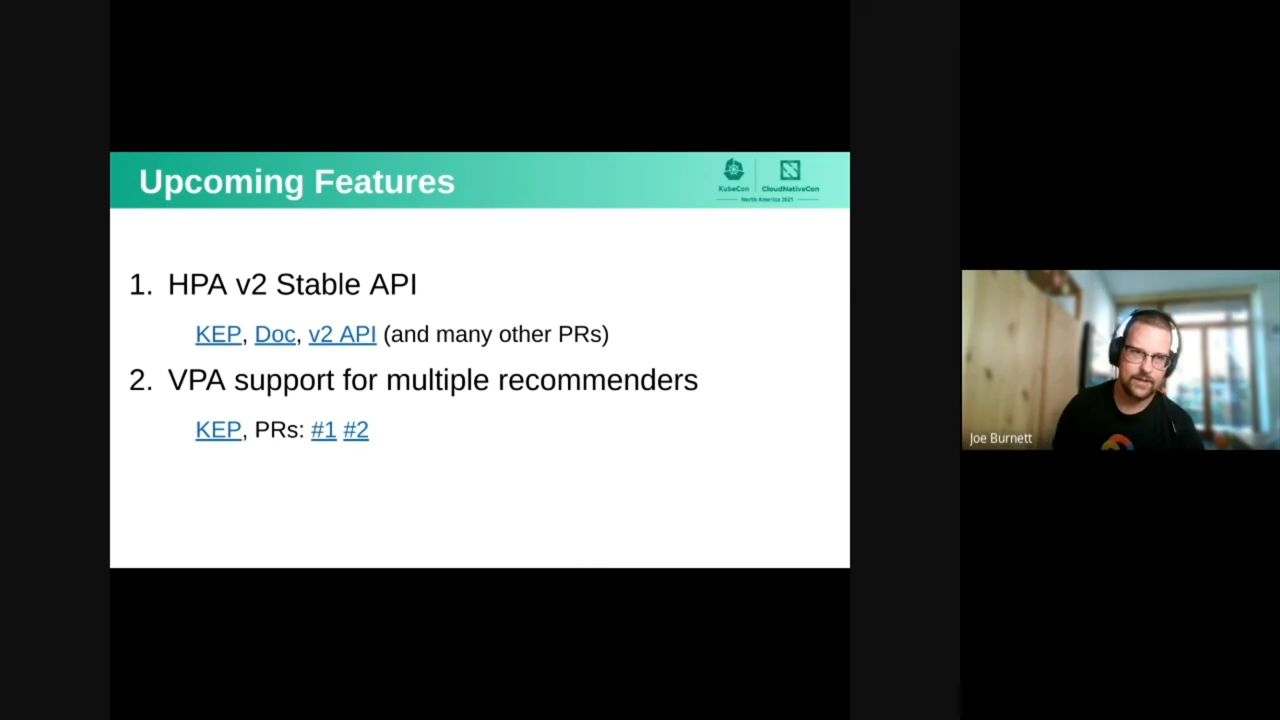 Upcoming Features
KubeCon
CloudNativeCon
North America 2021
1. HPA v2 Stable API
KEP, Doc, v2 API (and many other PRs)
2. VPA support for multiple recommenders
KEP, PRs: #1 #2
Joe Burnett